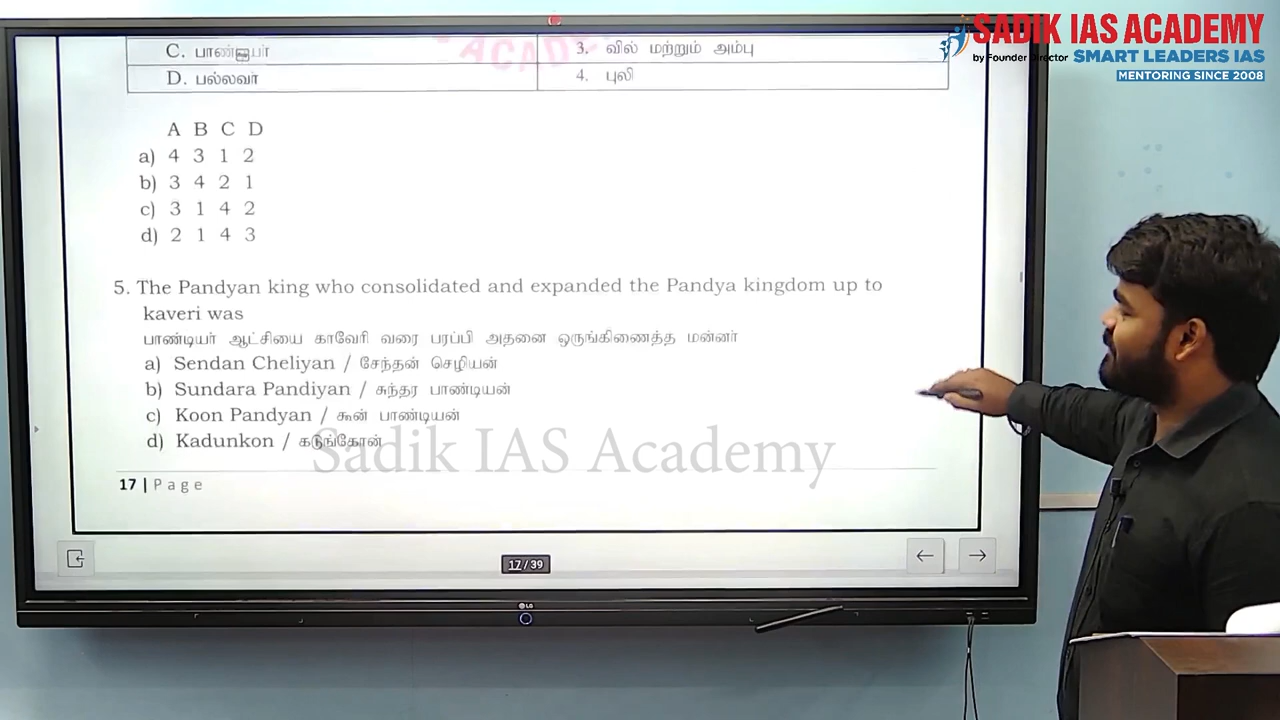 SADIK IAS ACADEMY
by Founder Director SMART LEADERS IAS
MENTORING SINCE 2008
C. பாண்டியர் 3. வில் மற்றும் அம்பு
D. பல்லவர் 4. புலி
A B C D
a) 4 3 1 2
b) 3 4 2 1
c) 3 1 4 2
d) 2 1 4 3
5. The Pandyan king who consolidated and expanded the Pandya kingdom up to
kaveri was
பாண்டியர் ஆட்சியை காவேரி வரை பரப்பி அதனை ஒருங்கிணைத்த மன்னர்
a) Sendan Cheliyan / சேந்தன் செழியன்
b) Sundara Pandiyan / சுந்தர பாண்டியன்
c) Koon Pandyan / கூன் பாண்டியன்
d) Kadunkon / கடுங்கோன்
Sadik IAS Academy
17 | Page
17 / 39
LG